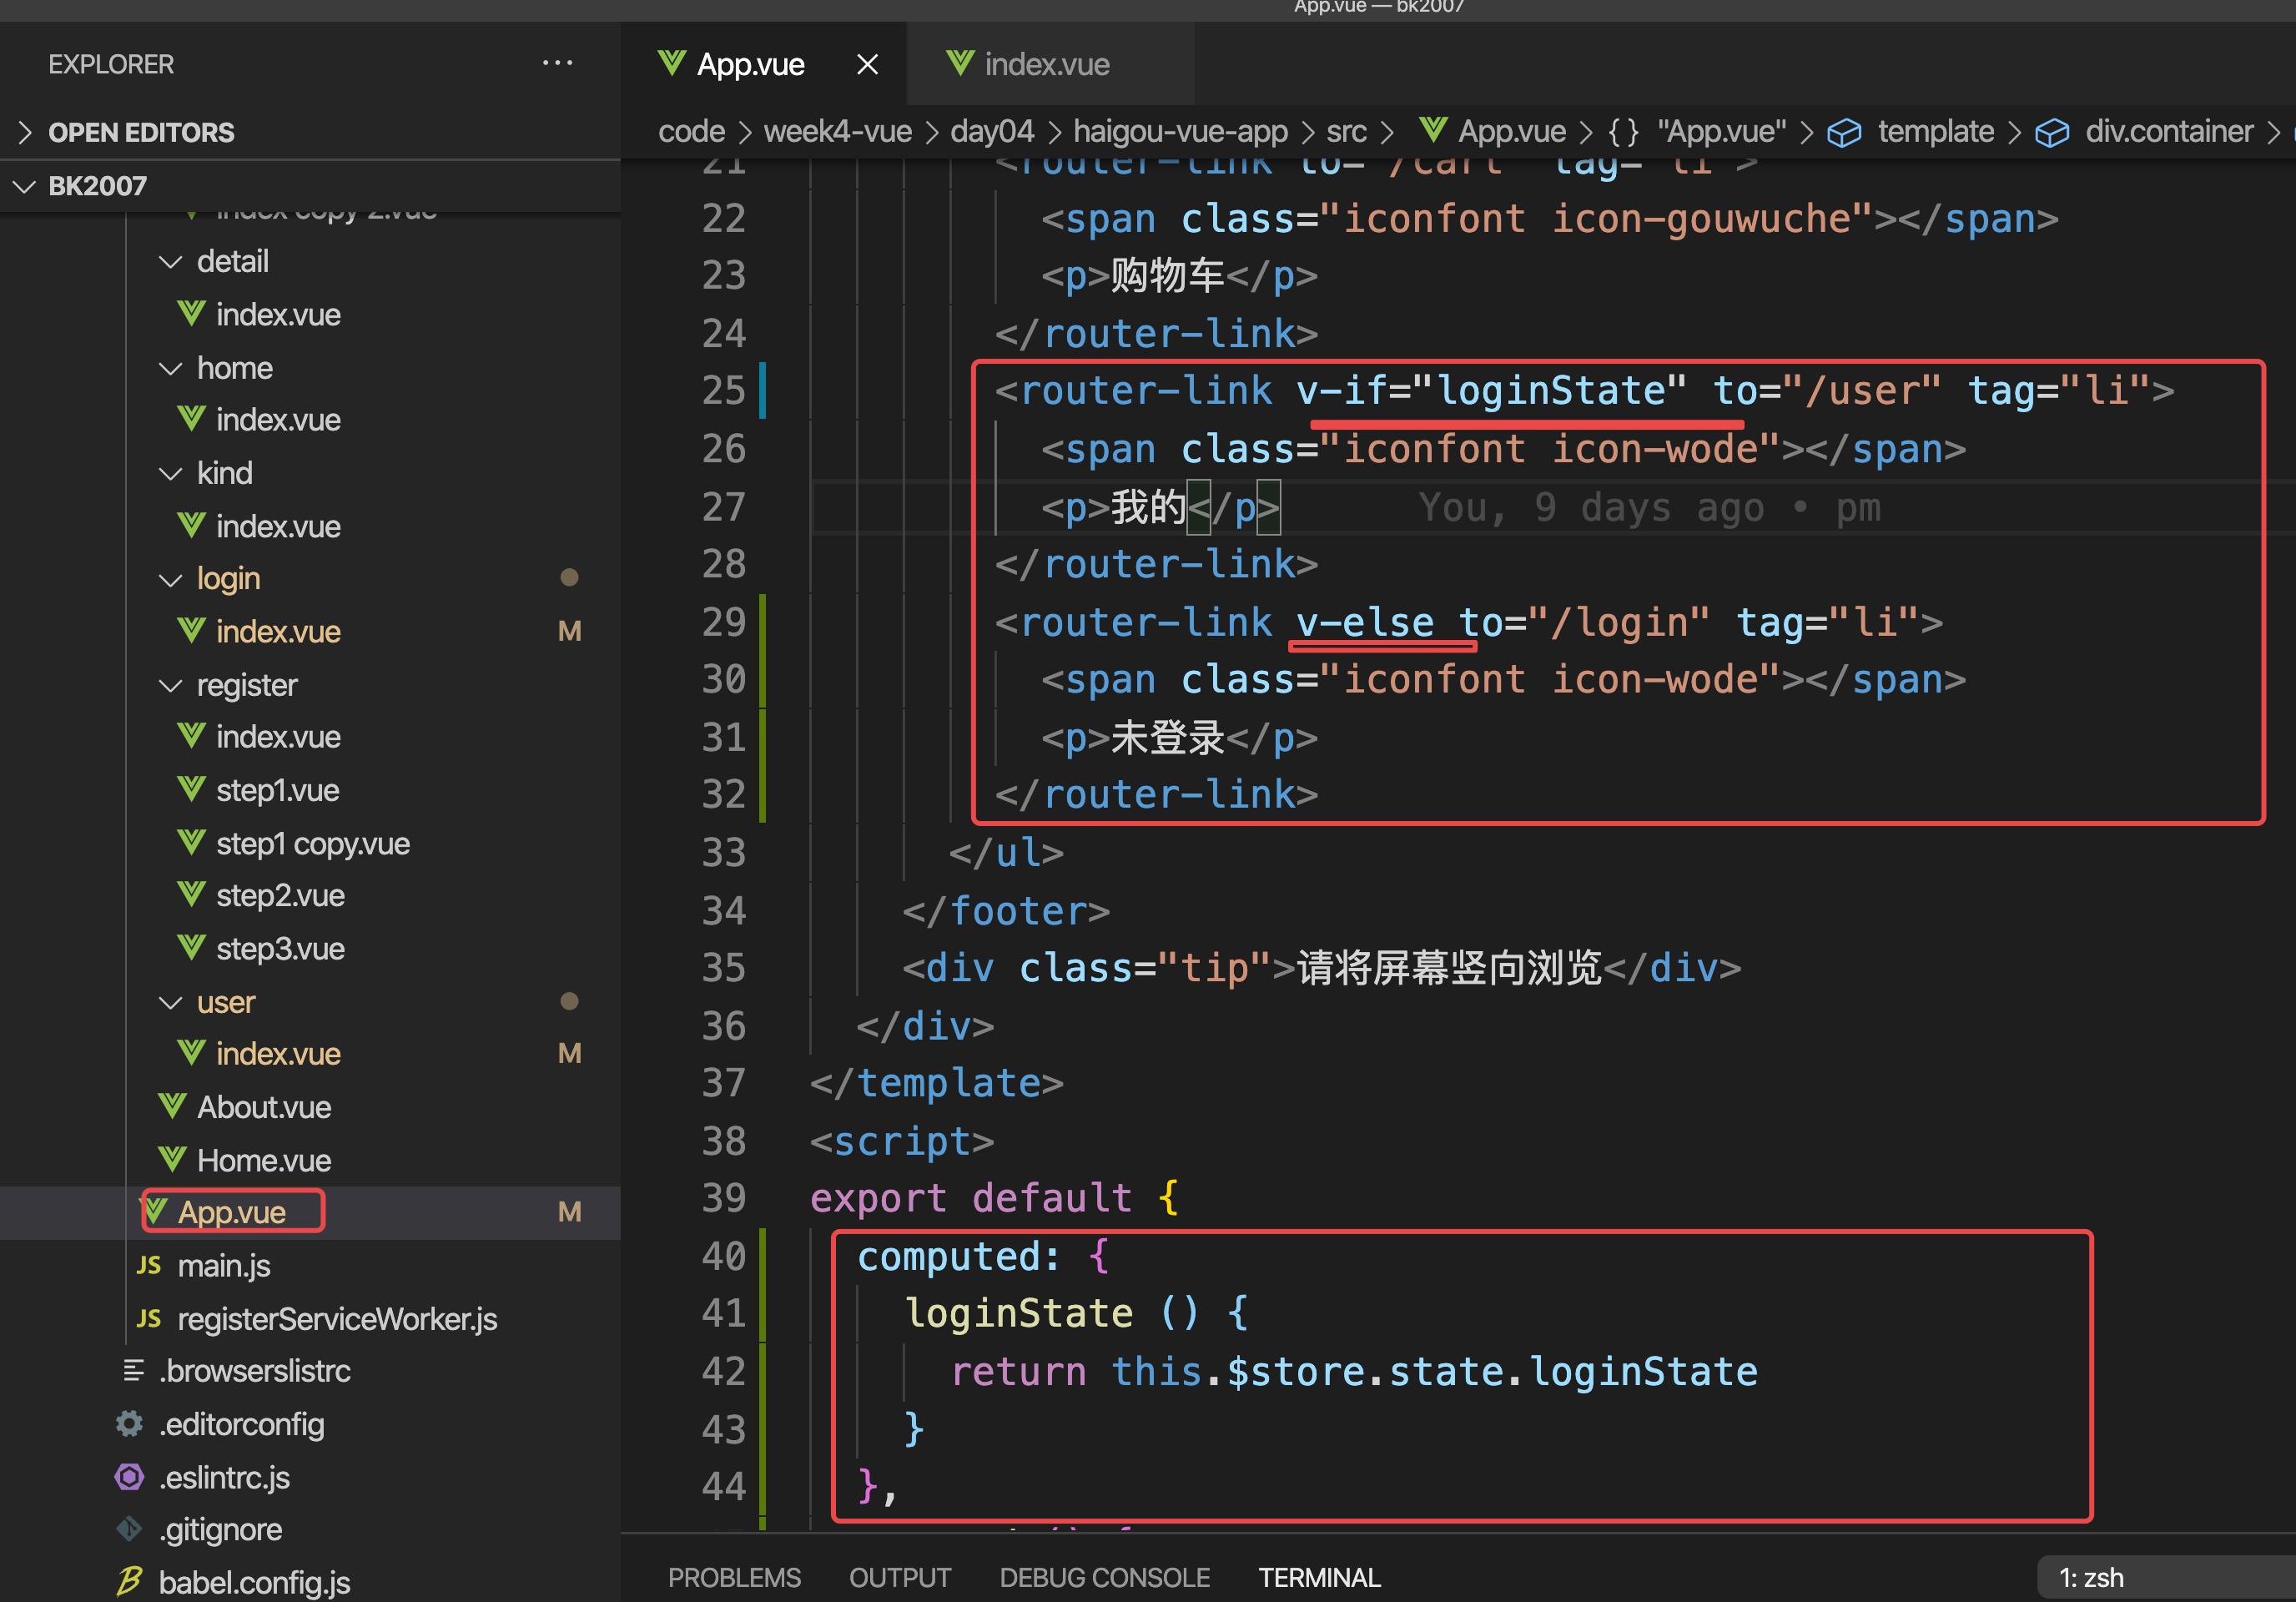 App.vue — bk2007
EXPLORER
...
OPEN EDITORS
BK2007
index copy 2.vue
detail
index.vue
home
index.vue
kind
index.vue
login
index.vue M
register
index.vue
step1.vue
step1 copy.vue
step2.vue
step3.vue
user
index.vue M
About.vue
Home.vue
App.vue M
JS main.js
JS registerServiceWorker.js
.browserslistrc
.editorconfig
.eslintrc.js
.gitignore
babel.config.js
App.vue index.vue
code > week4-vue > day04 > haigou-vue-app > src > App.vue > {} "App.vue" > template > div.container >
21 <router-link to="/cart" tag="li">
22 <span class="iconfont icon-gouwuche"></span>
23 <p>购物车</p>
24 </router-link>
25 <router-link v-if="loginState" to="/user" tag="li">
26 <span class="iconfont icon-wode"></span>
27 <p>我的</p> You, 9 days ago • pm
28 </router-link>
29 <router-link v-else to="/login" tag="li">
30 <span class="iconfont icon-wode"></span>
31 <p>未登录</p>
32 </router-link>
33 </ul>
34 </footer>
35 <div class="tip">请将屏幕竖向浏览</div>
36 </div>
37 </template>
38 <script>
39 export default {
40 computed: {
41 loginState () {
42 return this.$store.state.loginState
43 }
44 },
PROBLEMS OUTPUT DEBUG CONSOLE TERMINAL 1: zsh